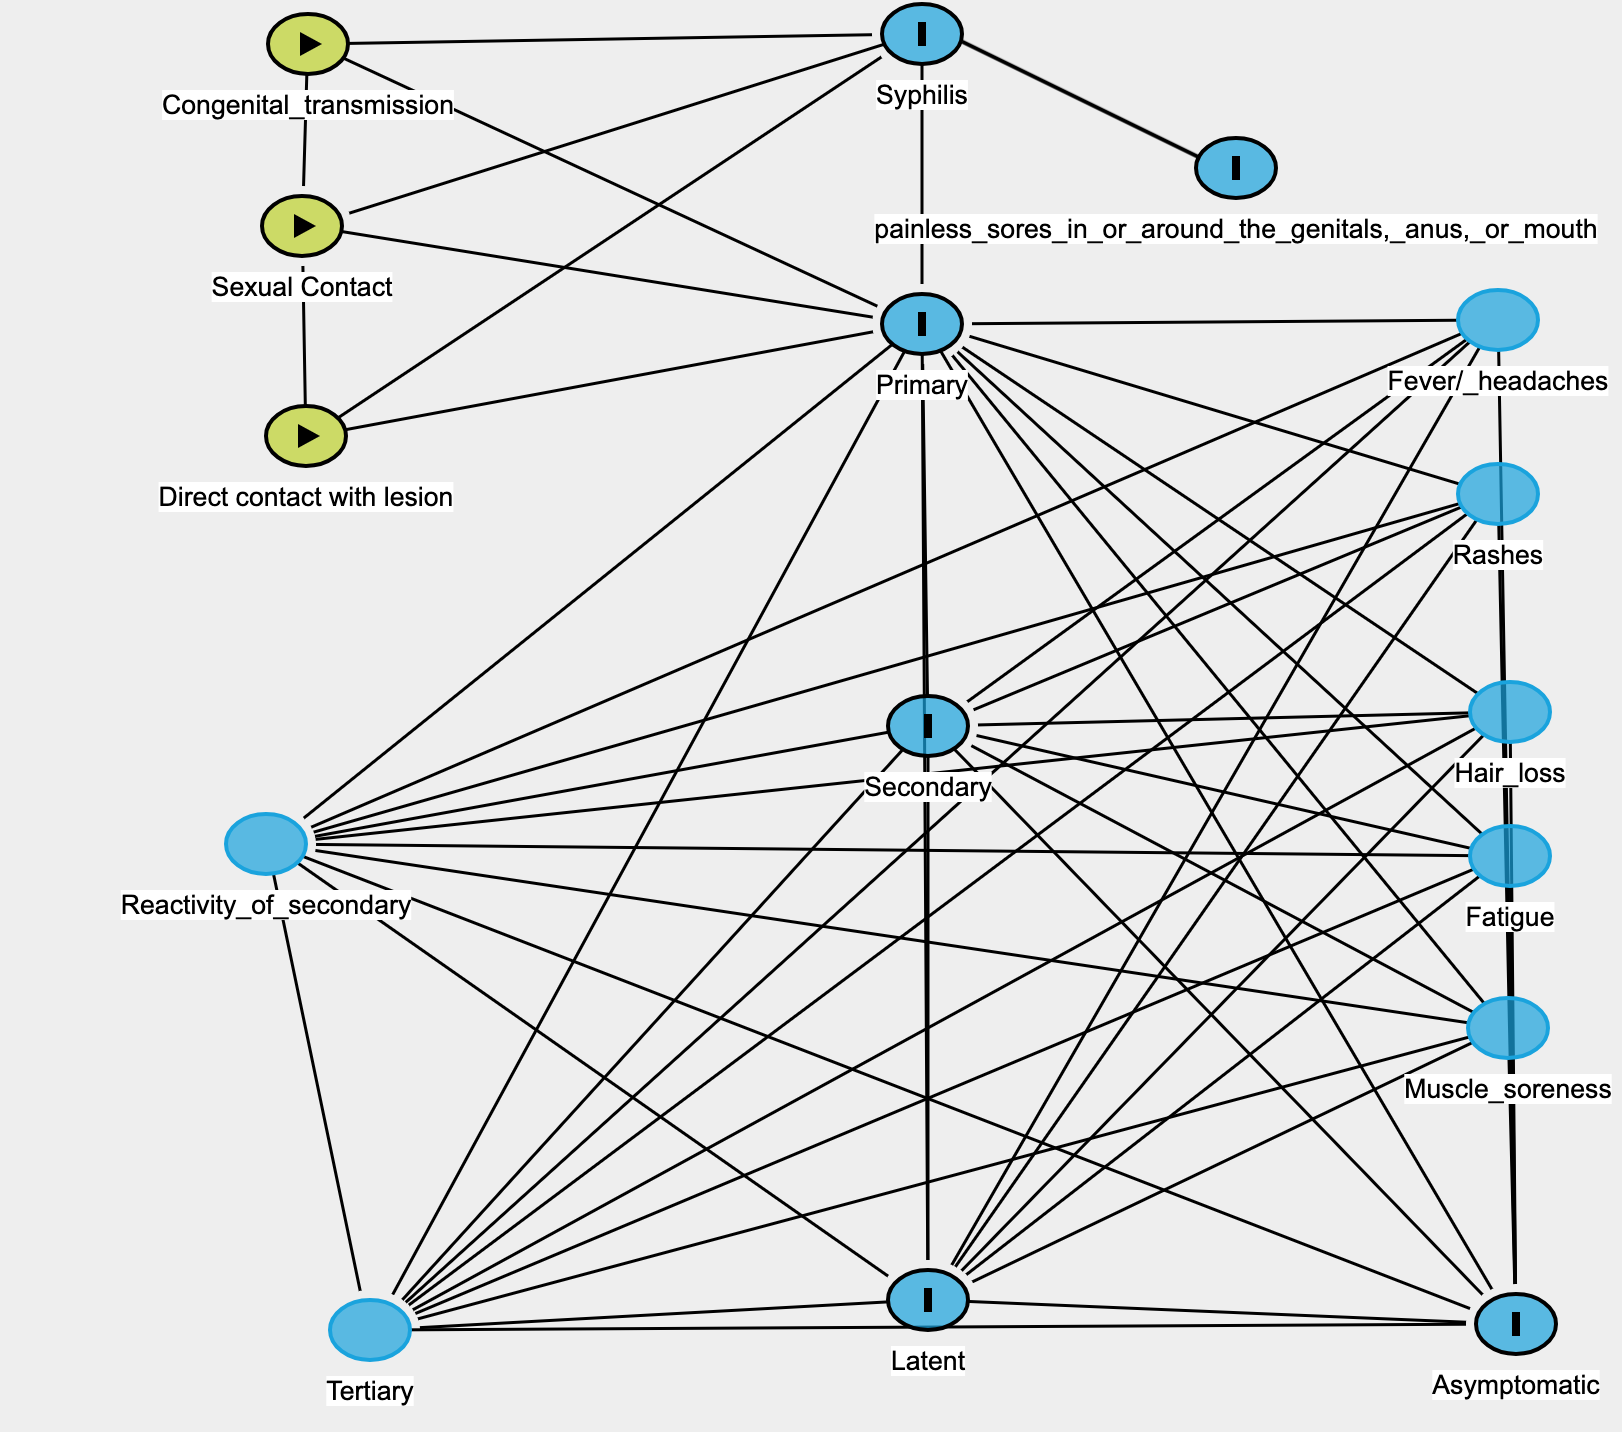 Congenital_transmission
Syphilis
painless_sores_in_or_around_the_genitals,_anus,_or_mouth
Sexual Contact
Primary
Fever/_headaches
Direct contact with lesion
Rashes
Hair_loss
Secondary
Reactivity_of_secondary
Fatigue
Muscle_soreness
Latent
Asymptomatic
Tertiary